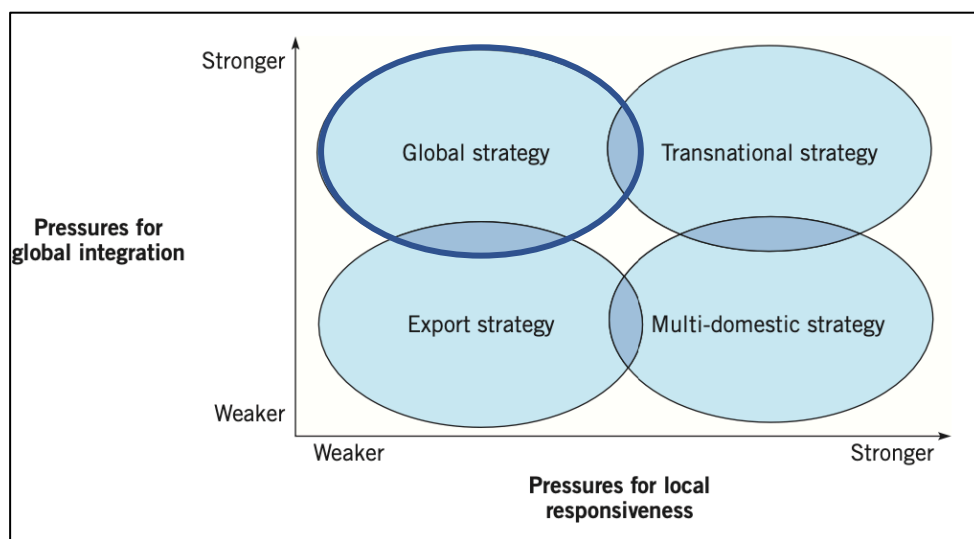 Stronger
Global strategy
Transnational strategy
Pressures for
global integration
Export strategy
Multi-domestic strategy
Weaker
Weaker
Stronger
Pressures for local
responsiveness